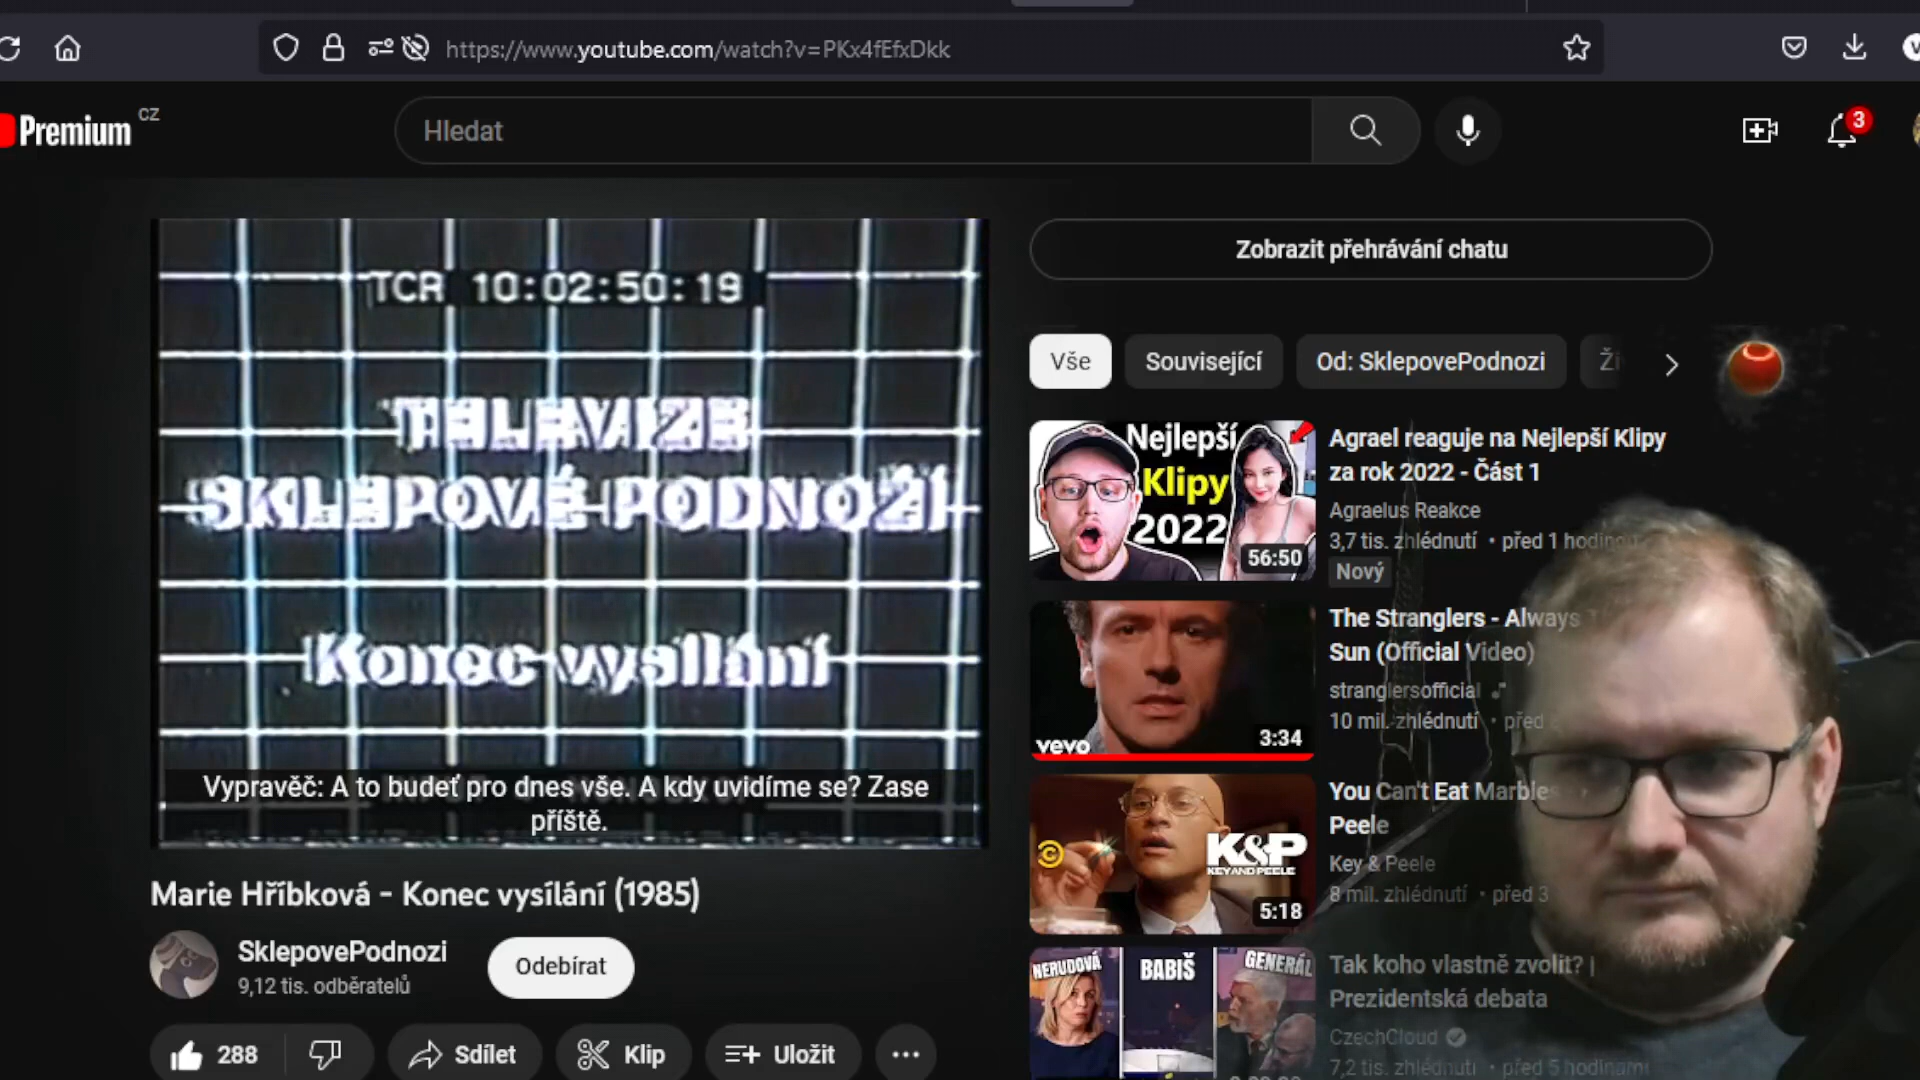 https://www.youtube.com/watch?v=PKx4fEfxDkk
Premium CZ
Hledat
3
TCR 10:02:50:19
TELEVIZE
SKLEPOVÉ PODNOŽÍ
Konec vysílání
Vypravěč: A to budeť pro dnes vše. A kdy uvidíme se? Zase
příště.
Marie Hříbková - Konec vysílání (1985)
SklepovePodnozi
9,12 tis. odběratelů
Odebírat
288
Sdílet
Klip
Uložit
Zobrazit přehrávání chatu
Vše
Související
Od: SklepovePodnozi
Nejlepší
Klipy
2022
56:50
Agrael reaguje na Nejlepší Klipy
za rok 2022 - Část 1
Agraelus Reakce
3,7 tis. zhlédnutí • před 1 hodinou
Nový
vevo
3:34
The Stranglers - Always
Sun (Official Video)
stranglersofficial
10 mil. zhlédnutí • před
K&P
KEY AND PEELE
5:18
You Can't Eat Marbles
Peele
Key & Peele
8 mil. zhlédnutí • před 3
NERUDOVÁ
BABIŠ
GENERÁL
Tak koho vlastně zvolit? |
Prezidentská debata
CzechCloud
7,2 tis. zhlédnutí • před 5 hodinami